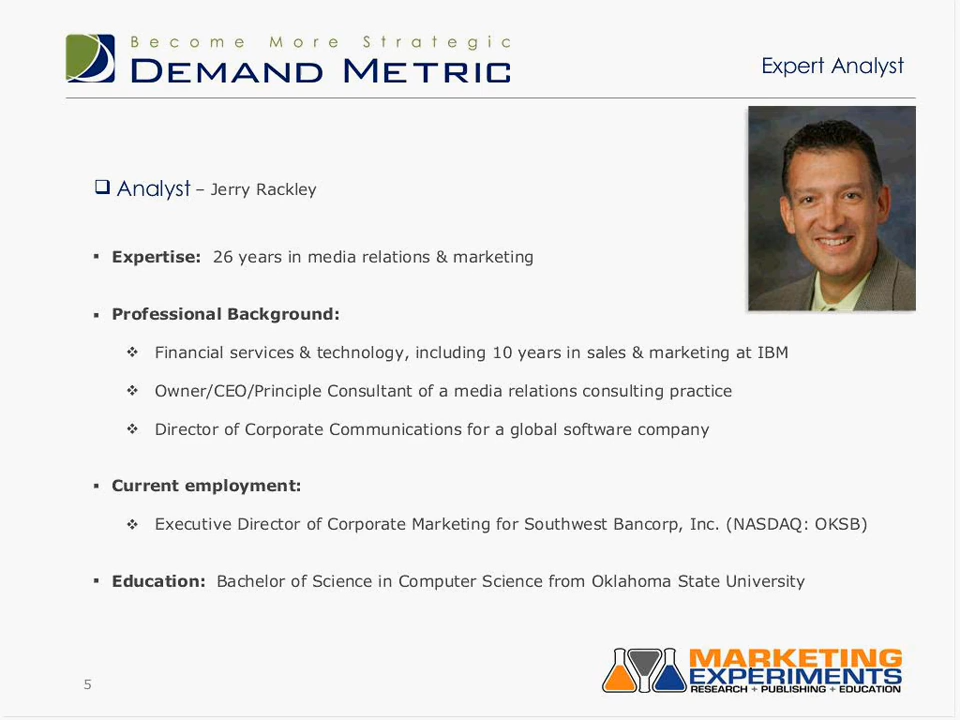 Become More Strategic
DEMAND METRIC
Expert Analyst
Analyst – Jerry Rackley
Expertise: 26 years in media relations & marketing
Professional Background:
Financial services & technology, including 10 years in sales & marketing at IBM
Owner/CEO/Principle Consultant of a media relations consulting practice
Director of Corporate Communications for a global software company
Current employment:
Executive Director of Corporate Marketing for Southwest Bancorp, Inc. (NASDAQ: OKSB)
Education: Bachelor of Science in Computer Science from Oklahoma State University
5
MARKETING
EXPERIMENTS
RESEARCH + PUBLISHING + EDUCATION